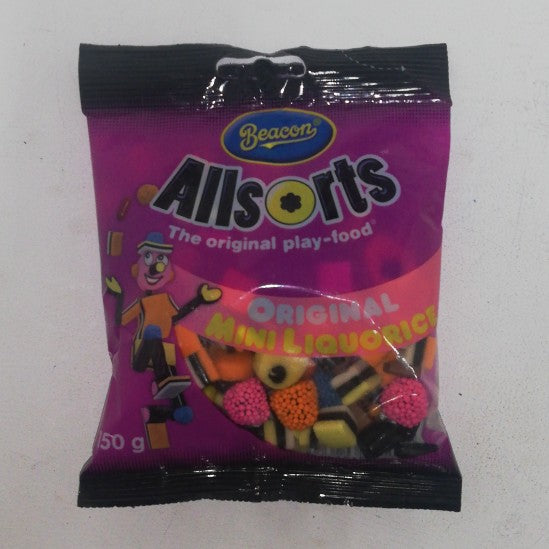 Beacon®
Allsorts
The original play-food®
ORIGINAL
MINI LIQUORICE
150 g